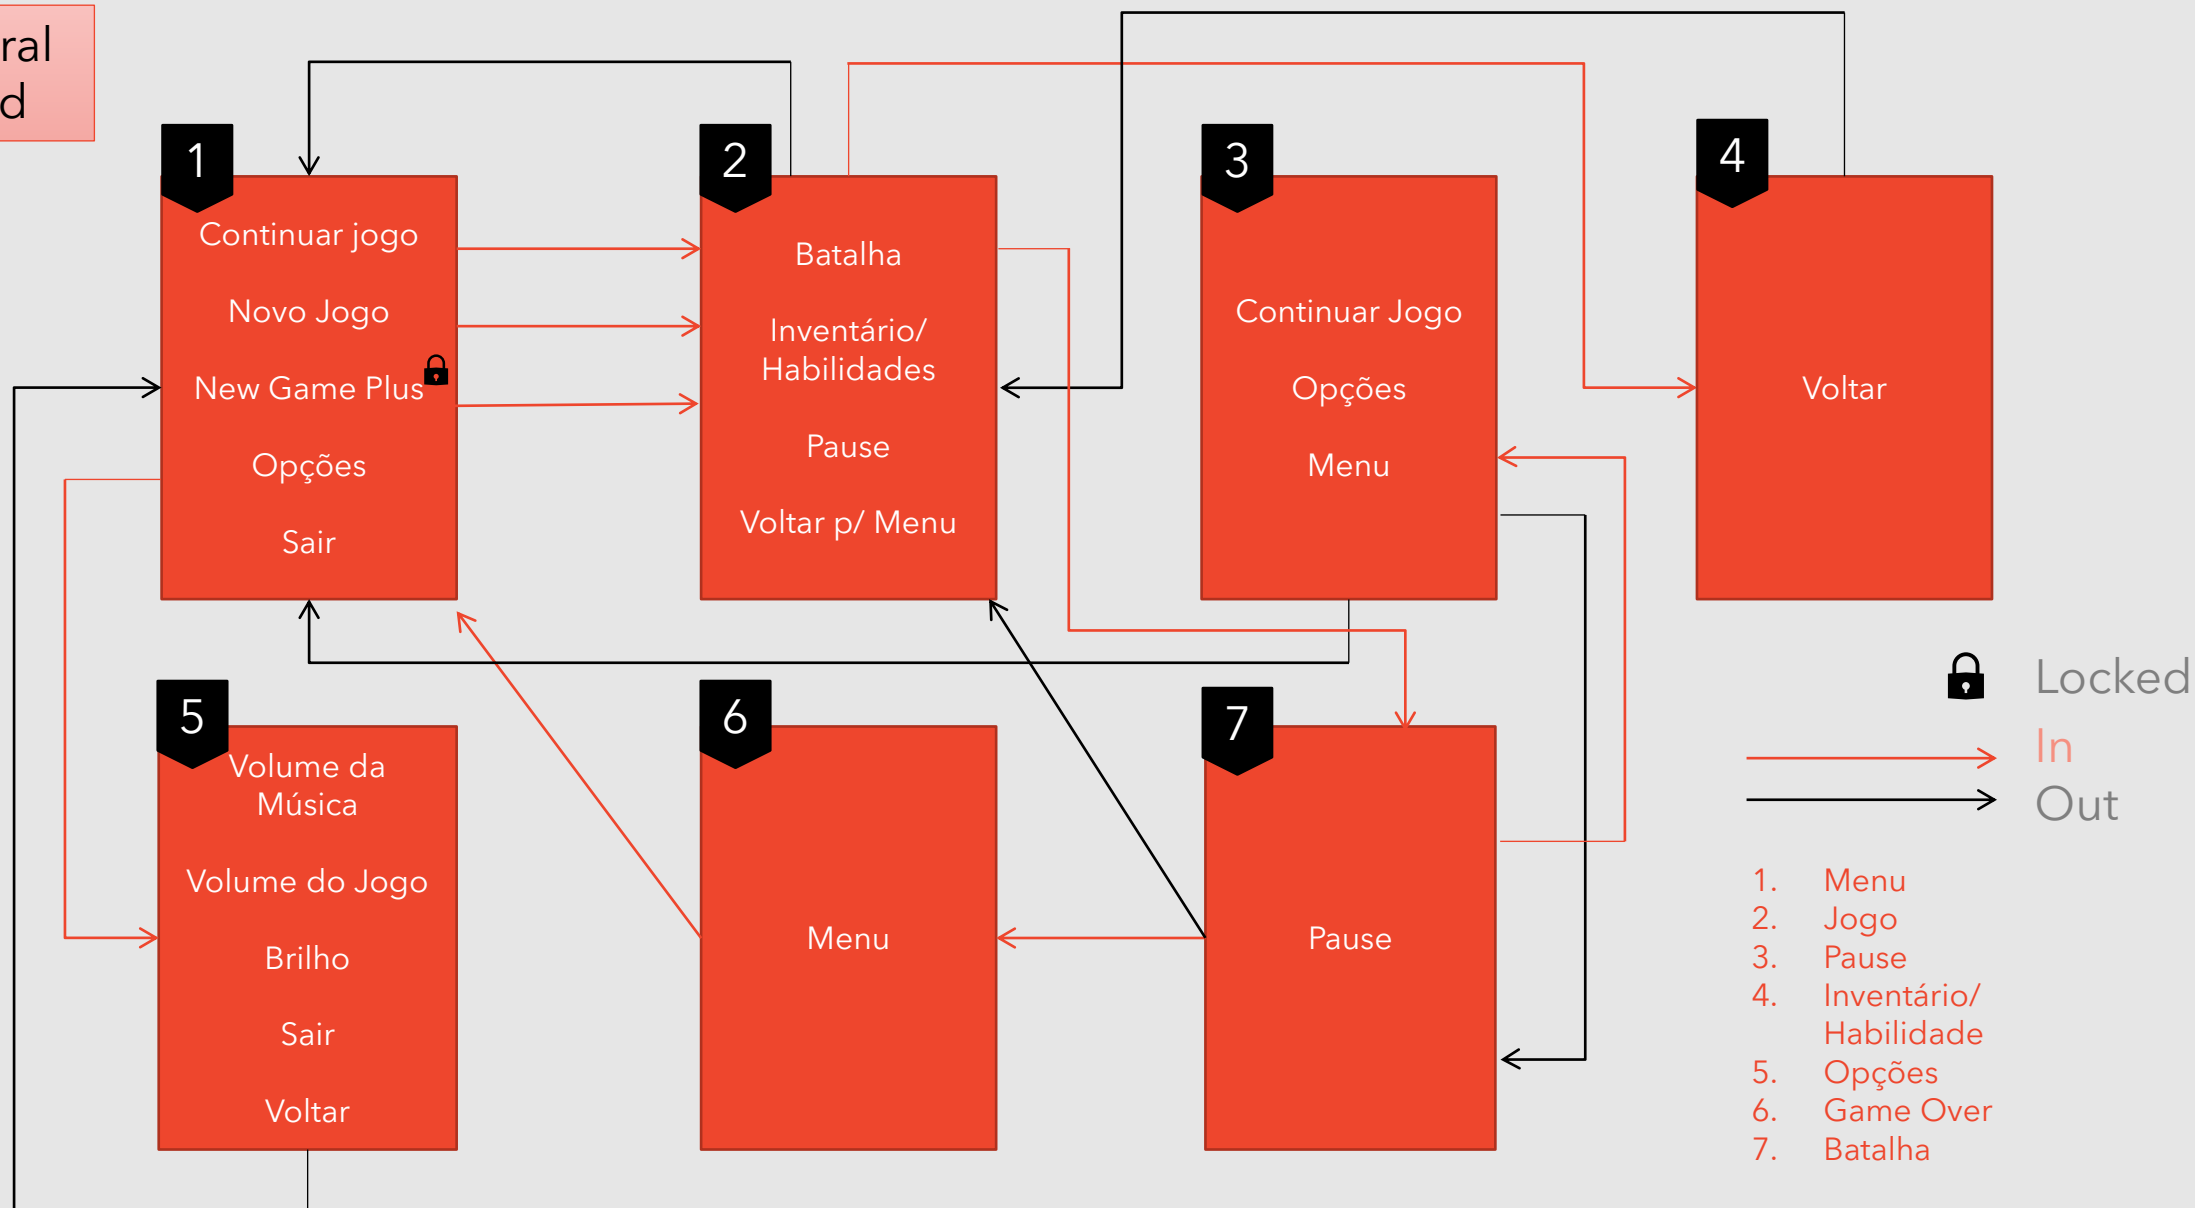 ral
d
1
Continuar jogo
Novo Jogo
New Game Plus
Opções
Sair
2
Batalha
Inventário/
Habilidades
Pause
Voltar p/ Menu
3
Continuar Jogo
Opções
Menu
4
Voltar
5
Volume da
Música
Volume do Jogo
Brilho
Sair
Voltar
6
Menu
7
Pause
Locked
In
Out
1. Menu
2. Jogo
3. Pause
4. Inventário/
Habilidade
5. Opções
6. Game Over
7. Batalha